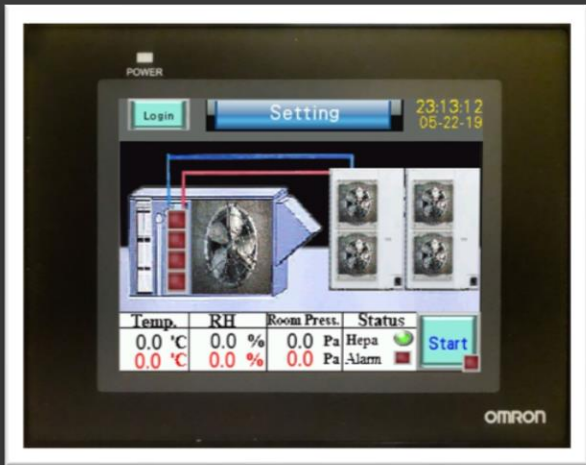 POWER
Login
Setting
23:13:12
05-22-19
Temp. RH Room Press. Status
0.0 'C 0.0 % 0.0 Pa Hepa
0.0 'C 0.0 % 0.0 Pa Alarm
Start
OMRON